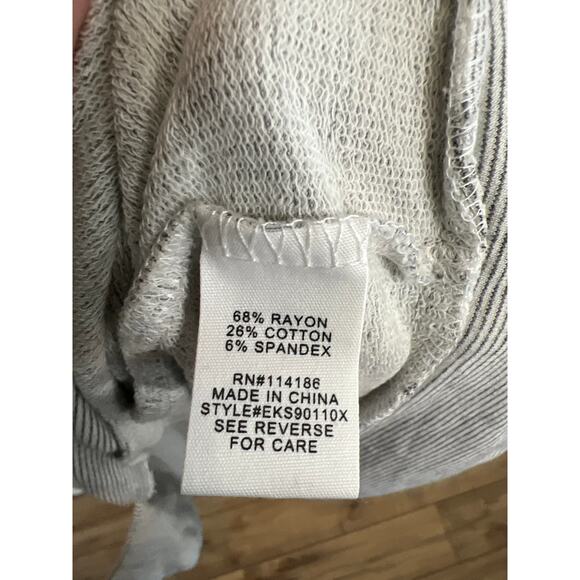 68% RAYON
26% COTTON
6% SPANDEX
RN#114186
MADE IN CHINA
STYLE#EKS90110X
SEE REVERSE
FOR CARE